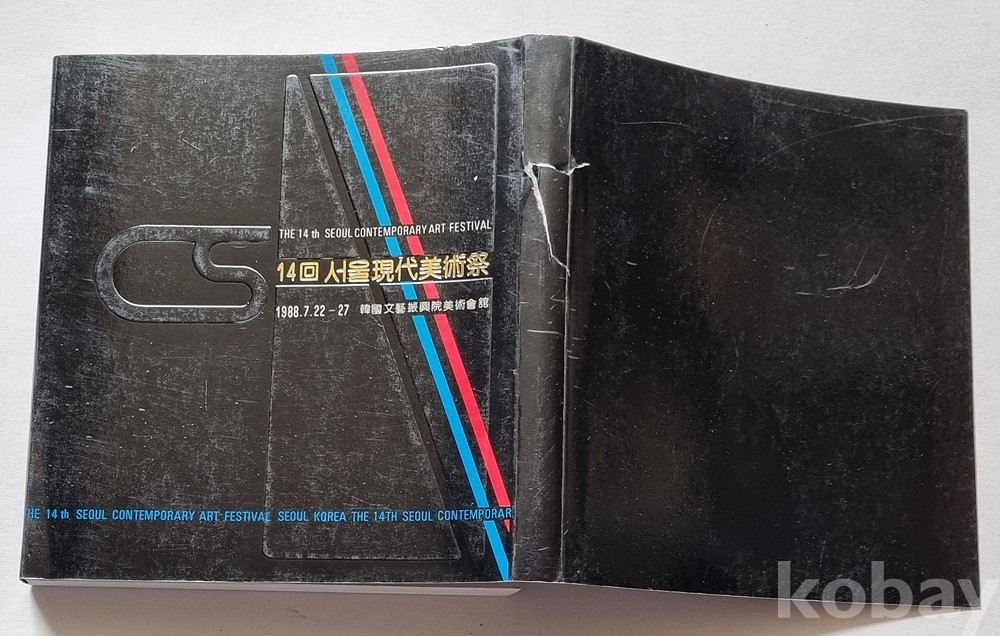 THE 14 th SEOUL CONTEMPORARY ART FESTIVAL
14回 서울現代美術祭
1988.7.22-27 韓國文藝振興院美術會館
CS
THE 14 th SEOUL CONTEMPORARY ART FESTIVAL SEOUL KOREA THE 14TH SEOUL CONTEMPORAR
kobay